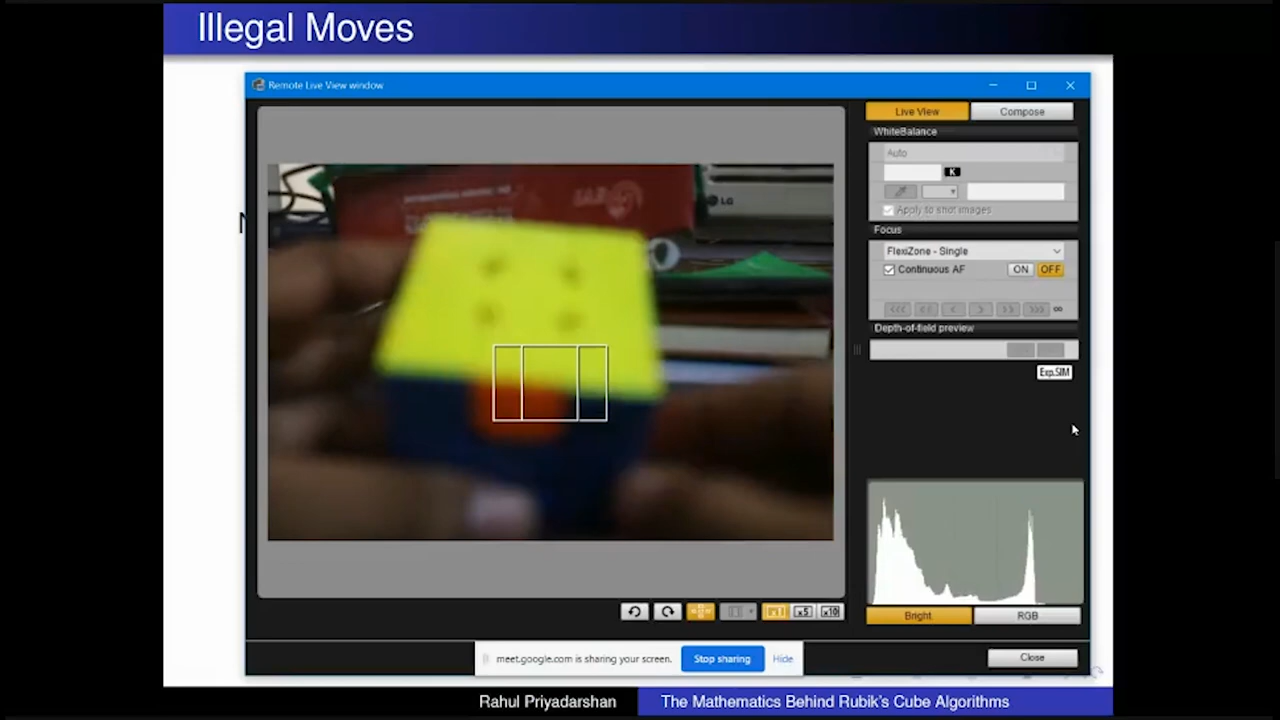 Illegal Moves
Remote Live View window
Live View
Compose
WhiteBalance
Auto
K
Apply to shot images
Focus
FlexiZone - Single
Continuous AF
ON
OFF
<<<
<<
<
>
>>
>>>
∞
Depth-of-field preview
Exp.SIM
LG
N
x1
x5
x10
Bright
RGB
meet.google.com is sharing your screen.
Stop sharing
Hide
Close
Rahul Priyadarshan
The Mathematics Behind Rubik's Cube Algorithms